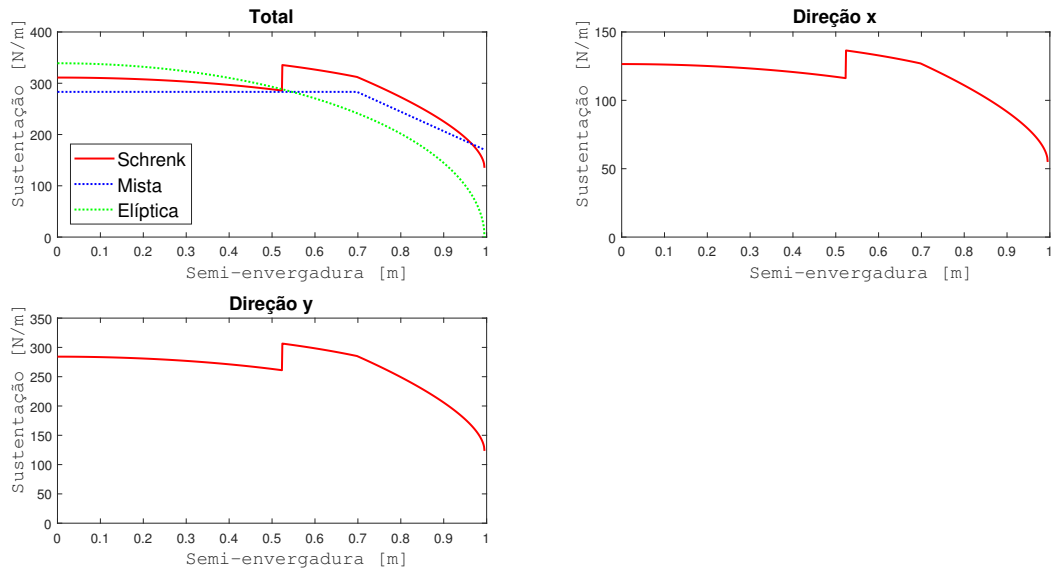 Total
Sustentação [N/m]
400
300
200
100
0
Schrenk
Mista
Elíptica
0 0.1 0.2 0.3 0.4 0.5 0.6 0.7 0.8 0.9 1
Semi-envergadura [m]
Direção x
Sustentação [N/m]
150
100
50
0
0 0.1 0.2 0.3 0.4 0.5 0.6 0.7 0.8 0.9 1
Semi-envergadura [m]
Direção y
Sustentação [N/m]
350
300
250
200
150
100
50
0
0 0.1 0.2 0.3 0.4 0.5 0.6 0.7 0.8 0.9 1
Semi-envergadura [m]